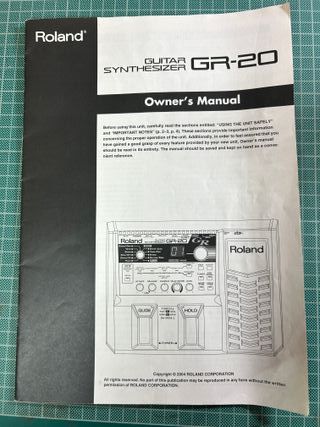 Roland®
GUITAR
SYNTHESIZER GR-20
Owner's Manual
Before using this unit, carefully read the sections entitled: "USING THE UNIT SAFELY"
and "IMPORTANT NOTES" (p. 2–3, p. 4). These sections provide important information
concerning the proper operation of the unit. Additionally, in order to feel assured that you
have gained a good grasp of every feature provided by your new unit, Owner's manual
should be read in its entirety. The manual should be saved and kept on hand as a conve-
nient reference.
Roland GR-20
Roland
GLIDE
HOLD
Copyright © 2004 ROLAND CORPORATION
All rights reserved. No part of this publication may be reproduced in any form without the written
permission of ROLAND CORPORATION.